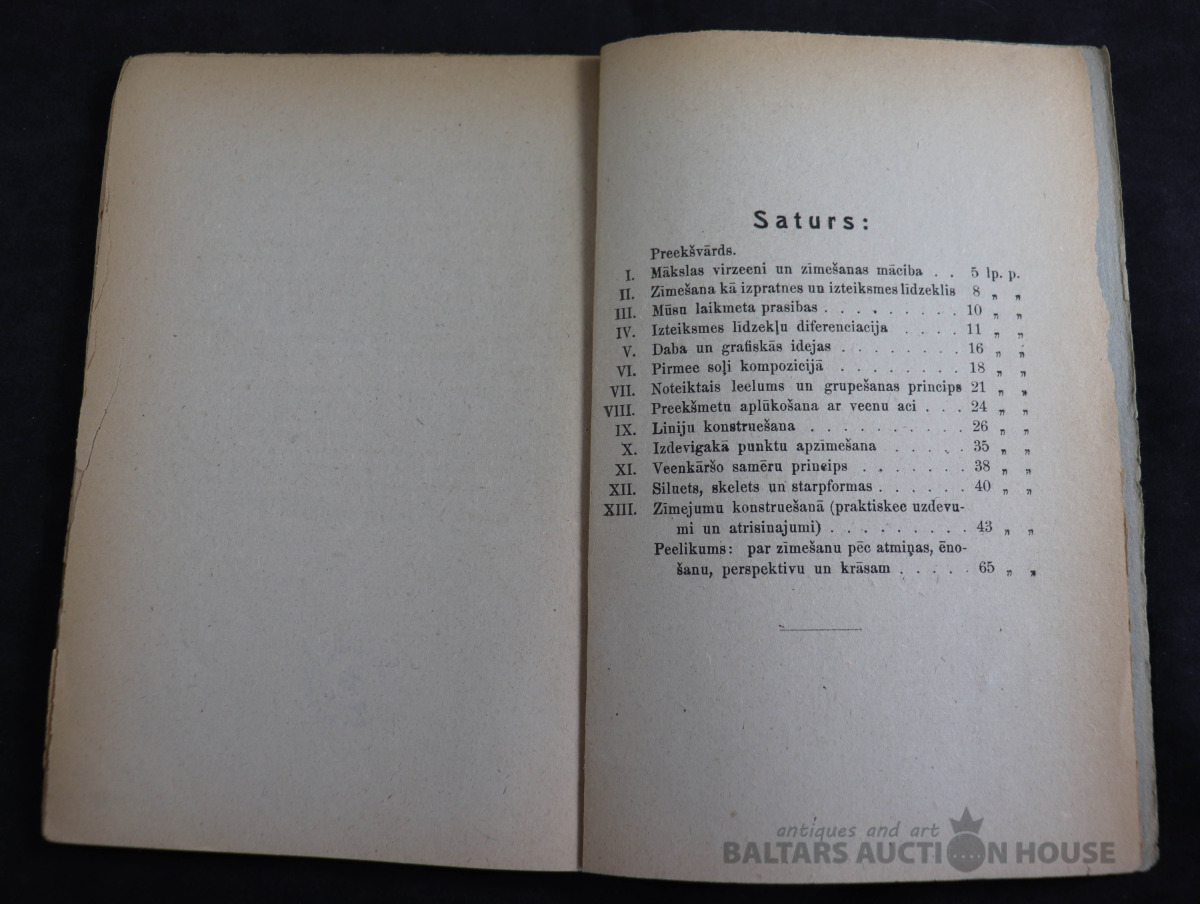 Saturs:
Preekšvārds.
I. Mākslas virzeeni un zīmešanas māciba . . 5 lp. p.
II. Zīmešana kā izpratnes un izteiksmes līdzeklis 8 „ „
III. Mūsu laikmeta prasibas . . . . . . . . . 10 „ „
IV. Izteiksmes līdzekļu diferenciacija . . . . 11 „ „
V. Daba un grafiskās idejas . . . . . . . . 16 „ „
VI. Pirmee soļi kompozicijā . . . . . . . . 18 „ „
VII. Noteiktais leelums un grupešanas princips 21 „ „
VIII. Preekšmetu aplūkošana ar veenu aci . . . 24 „ „
IX. Liniju konstruešana . . . . . . . . . . 26 „ „
X. Izdevigakā punktu apzīmešana . . . . . 35 „ „
XI. Veenkāršo samēru princips . . . . . . . 38 „ „
XII. Siluets, skelets un starpformas . . . . . . 40 „ „
XIII. Zīmejumu konstruešanā (praktiskee uzdevu-
mi un atrisinajumi) . . . . . . . . . 43 „ „
Peelikums: par zīmešanu pēc atmiņas, ēno-
šanu, perspektivu un krāsam . . . . . 65 „ „
antiques and art
BALTARS AUCTION HOUSE